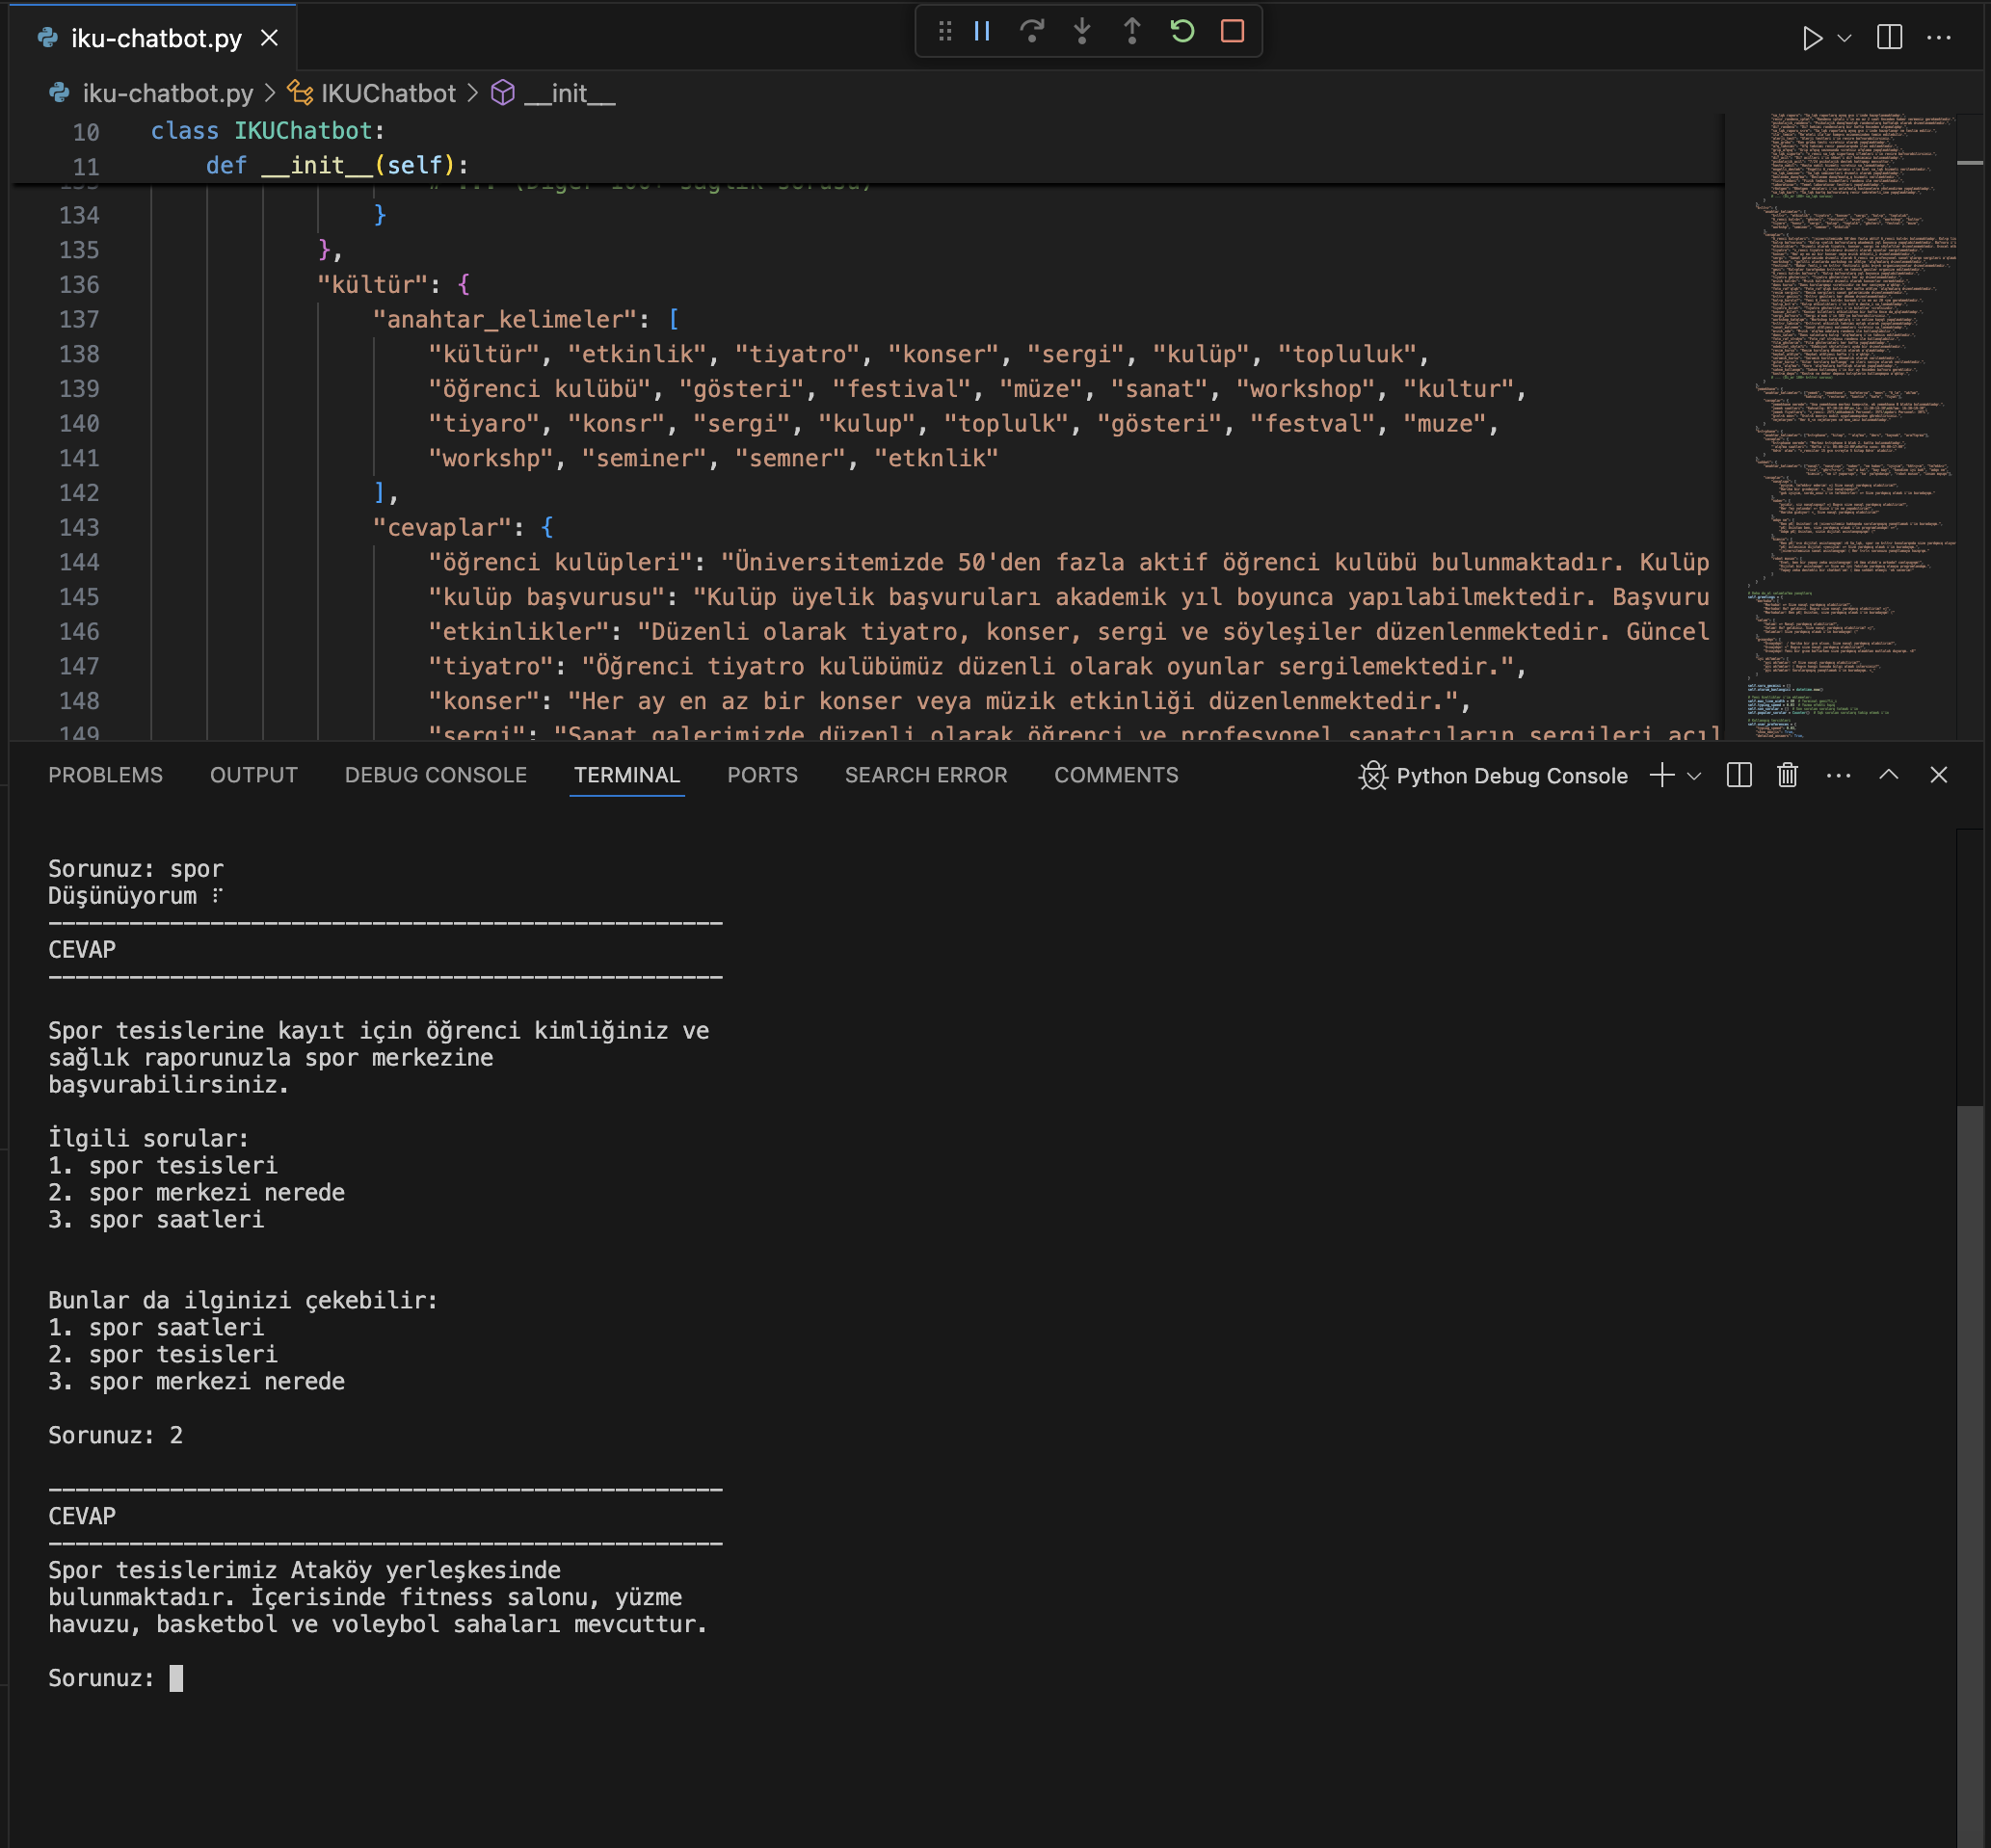 iku-chatbot.py
iku-chatbot.py > IKUChatbot > __init__
10 class IKUChatbot:
11 def __init__(self):
134 }
135 },
136 "kültür": {
137 "anahtar_kelimeler": [
138 "kültür", "etkinlik", "tiyatro", "konser", "sergi", "kulüp", "topluluk",
139 "öğrenci kulübü", "gösteri", "festival", "müze", "sanat", "workshop", "kultur",
140 "tiyaro", "konsr", "sergi", "kulup", "toplulk", "gösteri", "festval", "muze",
141 "workshp", "seminer", "semner", "etknlik"
142 ],
143 "cevaplar": {
144 "öğrenci kulüpleri": "Üniversitemizde 50'den fazla aktif öğrenci kulübü bulunmaktadır. Kulüp
145 "kulüp başvurusu": "Kulüp üyelik başvuruları akademik yıl boyunca yapılabilmektedir. Başvuru
146 "etkinlikler": "Düzenli olarak tiyatro, konser, sergi ve söyleşiler düzenlenmektedir. Güncel
147 "tiyatro": "Öğrenci tiyatro kulübümüz düzenli olarak oyunlar sergilemektedir.",
148 "konser": "Her ay en az bir konser veya müzik etkinliği düzenlenmektedir.",
149 "sergi": "Sanat galerimizde düzenli olarak öğrenci ve profesyonel sanatçıların sergileri açıl
PROBLEMS OUTPUT DEBUG CONSOLE TERMINAL PORTS SEARCH ERROR COMMENTS Python Debug Console
Sorunuz: spor
Düşünüyorum
--------------------------------------------------
CEVAP
--------------------------------------------------
Spor tesislerine kayıt için öğrenci kimliğiniz ve
sağlık raporunuzla spor merkezine
başvurabilirsiniz.
İlgili sorular:
1. spor tesisleri
2. spor merkezi nerede
3. spor saatleri
Bunlar da ilginizi çekebilir:
1. spor saatleri
2. spor tesisleri
3. spor merkezi nerede
Sorunuz: 2
--------------------------------------------------
CEVAP
--------------------------------------------------
Spor tesislerimiz Ataköy yerleşkesinde
bulunmaktadır. İçerisinde fitness salonu, yüzme
havuzu, basketbol ve voleybol sahaları mevcuttur.
Sorunuz: